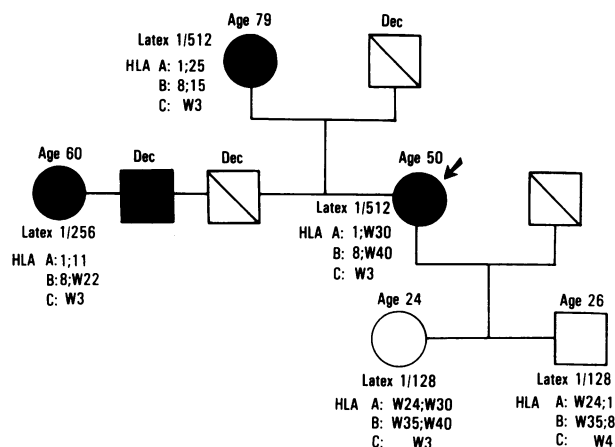 Age 79
Dec
Latex 1/512
HLA A: 1;25
B: 8;15
C: W3
Age 60
Dec
Dec
Age 50
Latex 1/256
HLA A: 1;11
B: 8;W22
C: W3
Latex 1/512
HLA A: 1;W30
B: 8;W40
C: W3
Age 24
Age 26
Latex 1/128
HLA A: W24;W30
B: W35;W40
C: W3
Latex 1/128
HLA A: W24;1
B: W35;8
C: W4